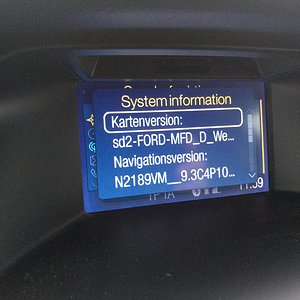 System information
Kartenversion:
sd2-FORD-MFD_D_We...
Navigationsversion:
N2189VM__9.3C4P10...